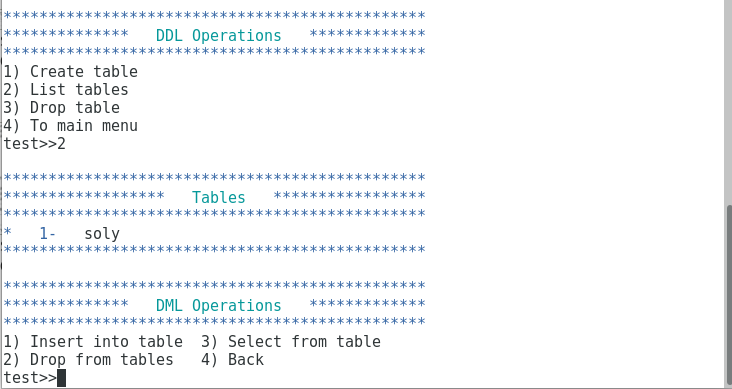 ***********************************************
**************   DDL Operations   *************
***********************************************
1) Create table
2) List tables
3) Drop table
4) To main menu
test>>2
***********************************************
******************   Tables   *****************
***********************************************
*   1-   soly
***********************************************
***********************************************
**************   DML Operations   *************
***********************************************
1) Insert into table  3) Select from table
2) Drop from tables   4) Back
test>>